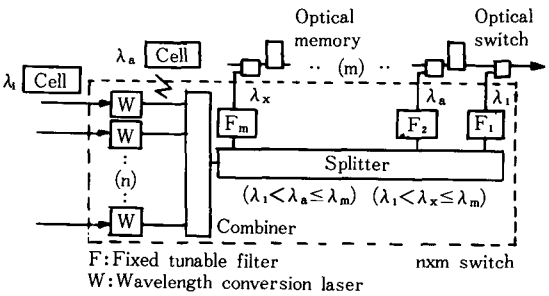 Optical memory
Optical switch
λa Cell
λi Cell
‥ (m) ‥
λx
λa
λ1
W
W
:
(n)
:
W
Fm
F2
F1
Splitter
(λ1<λa≤λm) (λ1<λx≤λm)
Combiner
F:Fixed tunable filter
nxm switch
W:Wavelength conversion laser